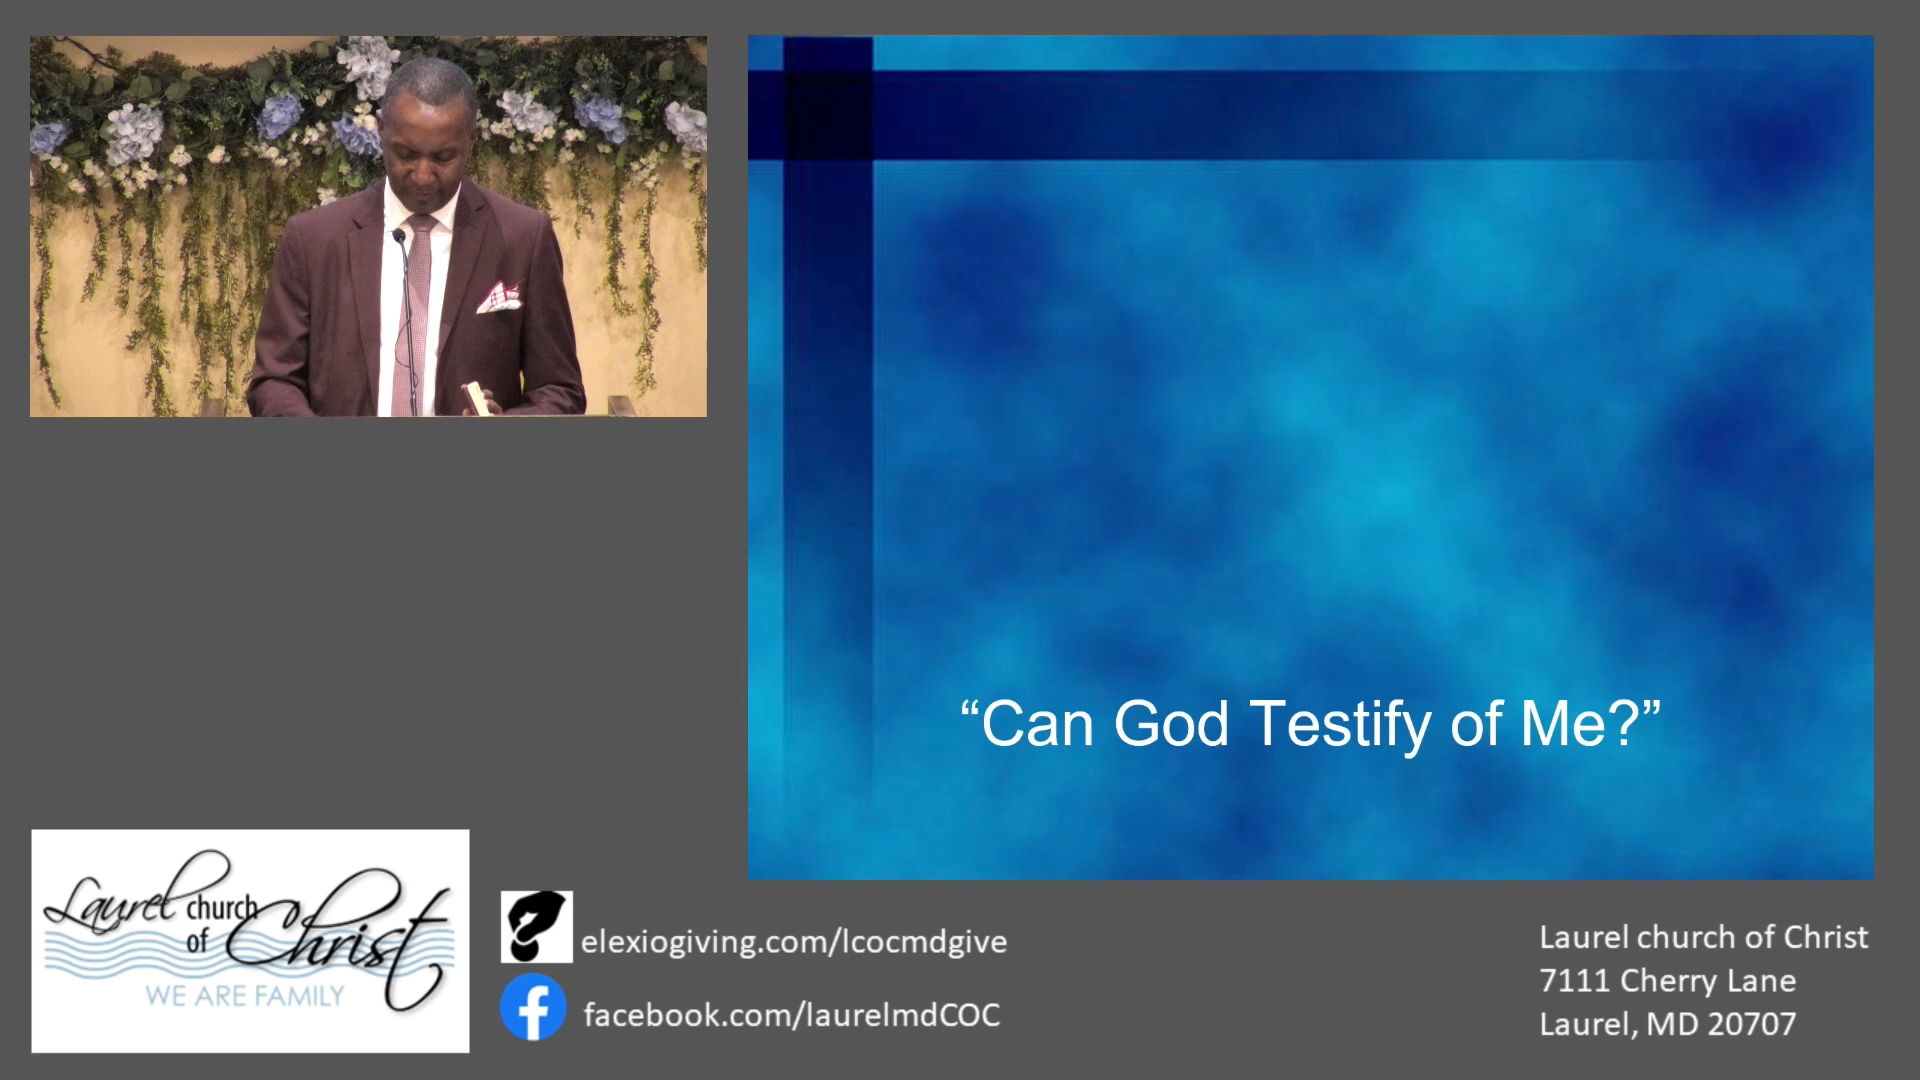 “Can God Testify of Me?”
Laurel church
of Christ
WE ARE FAMILY
elexiogiving.com/lcocmdgive
facebook.com/laurelmdCOC
Laurel church of Christ
7111 Cherry Lane
Laurel, MD 20707